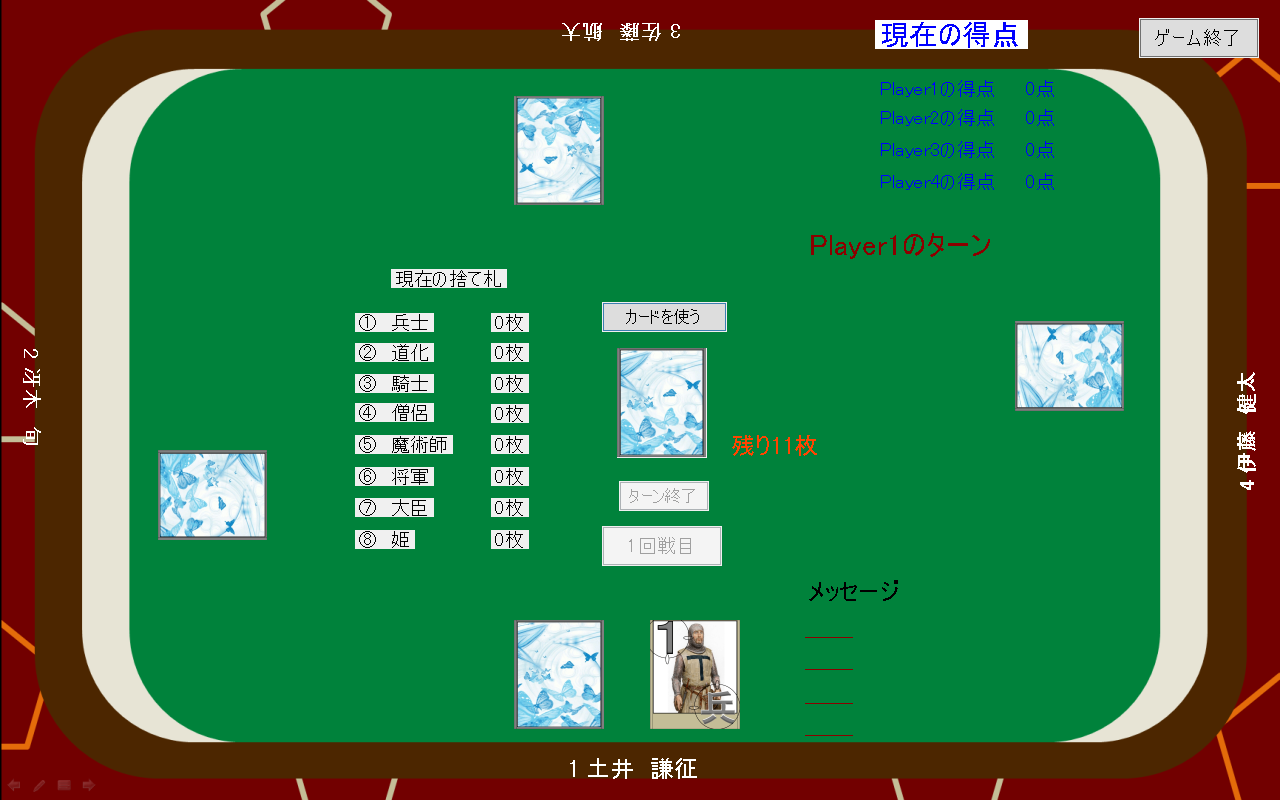 3 佐藤 航大
現在の得点
ゲーム終了
Player1の得点 0点
Player2の得点 0点
Player3の得点 0点
Player4の得点 0点
Player1のターン
現在の捨て札
① 兵士 0枚
② 道化 0枚
③ 騎士 0枚
④ 僧侶 0枚
⑤ 魔術師 0枚
⑥ 将軍 0枚
⑦ 大臣 0枚
⑧ 姫 0枚
カードを使う
残り11枚
ターン終了
1回戦目
2 冴木 旬
4 伊藤 健太
メッセージ
1
兵
1 土井 謙征